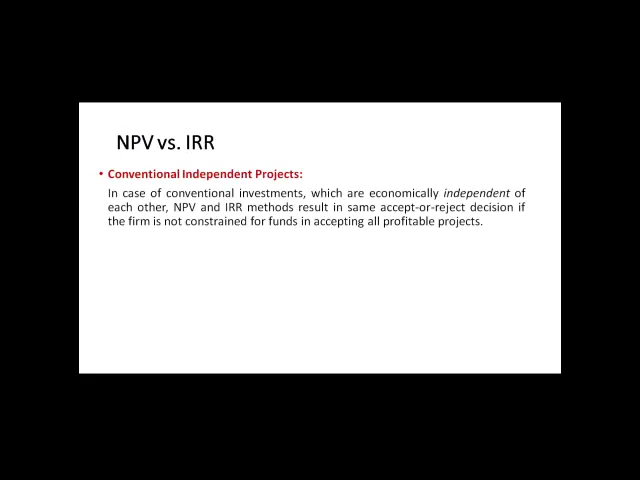 NPV vs. IRR
• Conventional Independent Projects:
In case of conventional investments, which are economically independent of
each other, NPV and IRR methods result in same accept-or-reject decision if
the firm is not constrained for funds in accepting all profitable projects.